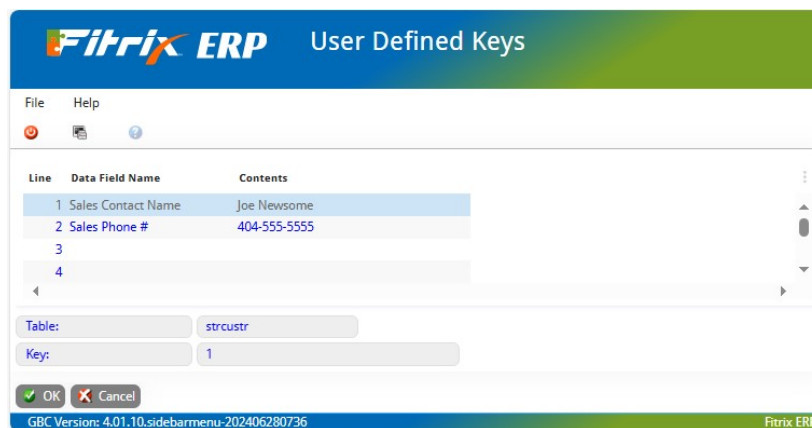 Fitrix ERP User Defined Keys
File Help
Line Data Field Name Contents
1 Sales Contact Name Joe Newsome
2 Sales Phone # 404-555-5555
3
4
Table: strcustr
Key: 1
OK Cancel
GBC Version: 4.01.10.sidebarmenu-202406280736 Fitrix ERP